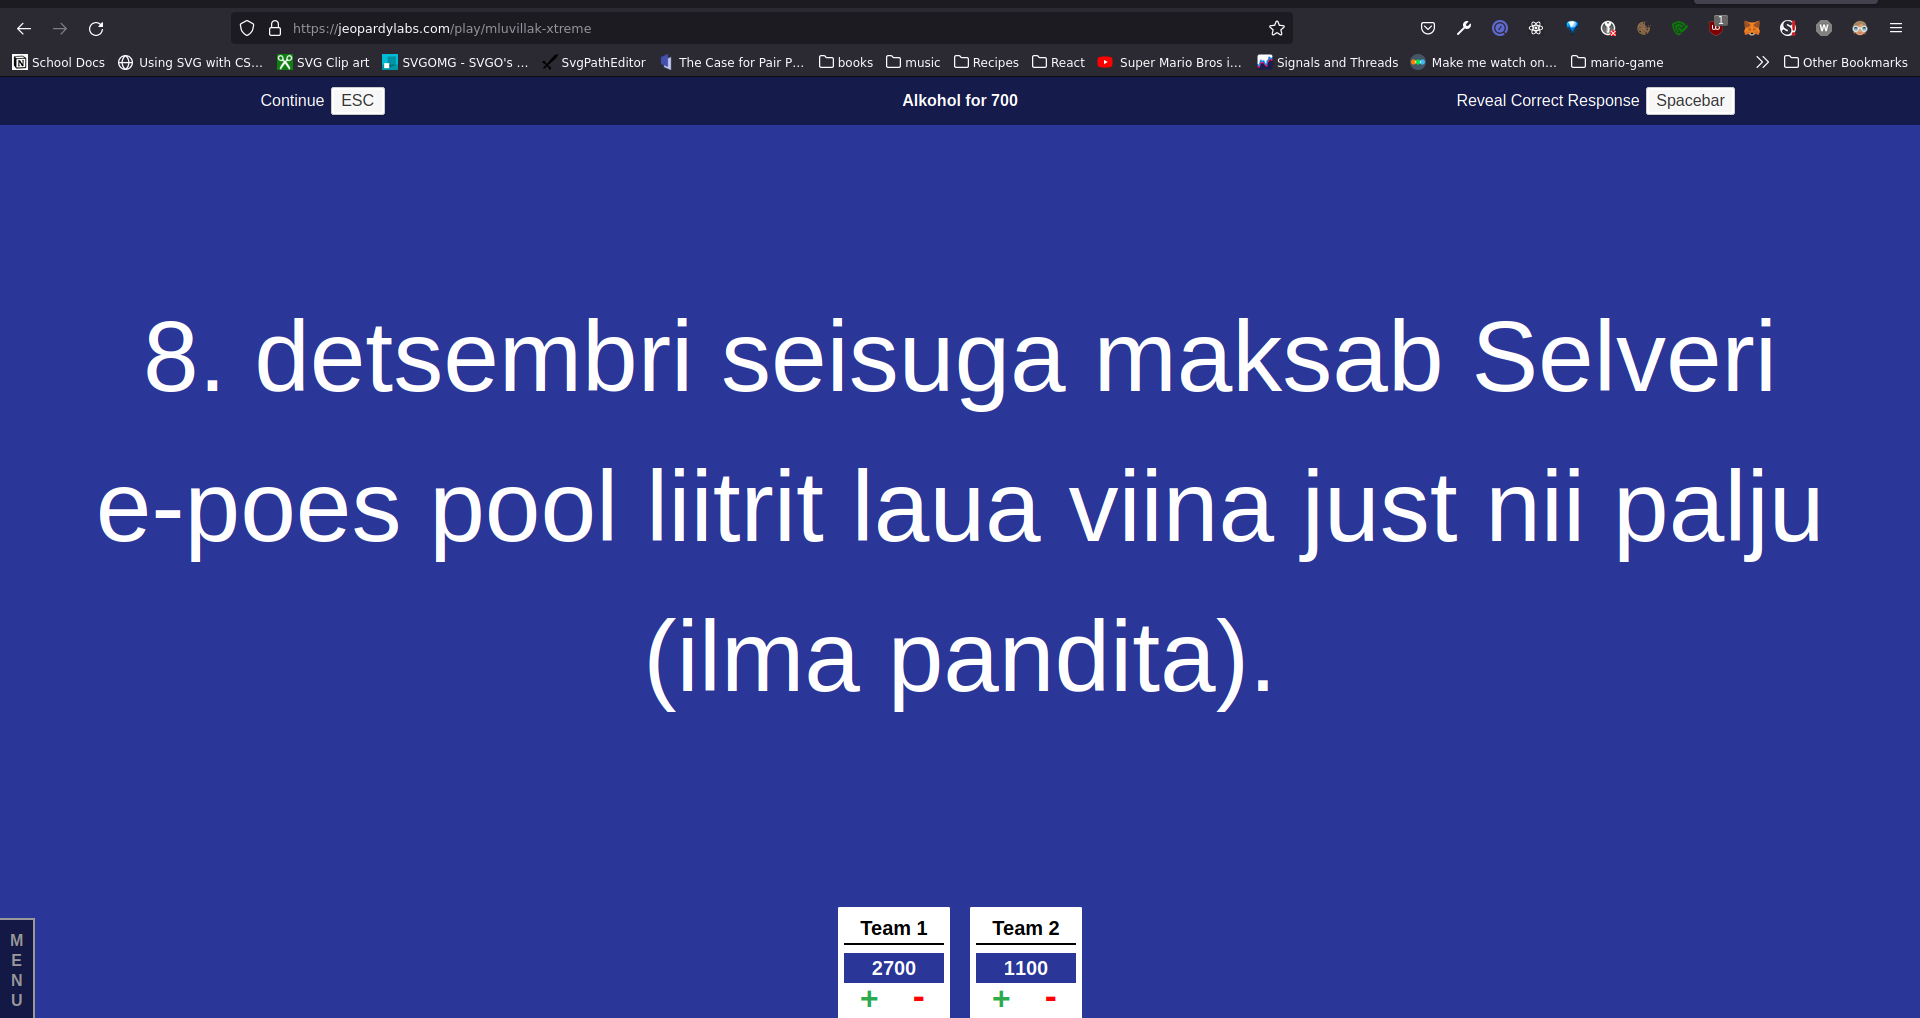 https://jeopardylabs.com/play/mluvillak-xtreme
1
School Docs
Using SVG with CS...
SVG Clip art
SVGOMG - SVGO's ...
SvgPathEditor
The Case for Pair P...
books
music
Recipes
React
Super Mario Bros i...
Signals and Threads
Make me watch on...
mario-game
Other Bookmarks
Continue ESC
Alkohol for 700
Reveal Correct Response Spacebar
8. detsembri seisuga maksab Selveri
e-poes pool liitrit laua viina just nii palju
(ilma pandita).
MENU
Team 1
2700
+ -
Team 2
1100
+ -